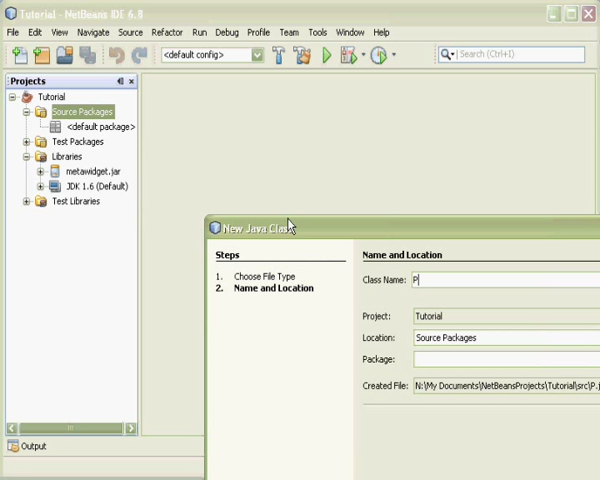 Tutorial - NetBeans IDE 6.8
File Edit View Navigate Source Refactor Run Debug Profile Team Tools Window Help
<default config>
Search (Ctrl+I)
Projects
Tutorial
Source Packages
<default package>
Test Packages
Libraries
metawidget.jar
JDK 1.6 (Default)
Test Libraries
Output
New Java Class
Steps
1. Choose File Type
2. Name and Location
Name and Location
Class Name: P
Project: Tutorial
Location: Source Packages
Package:
Created File: N:\My Documents\NetBeansProjects\Tutorial\src\P.j